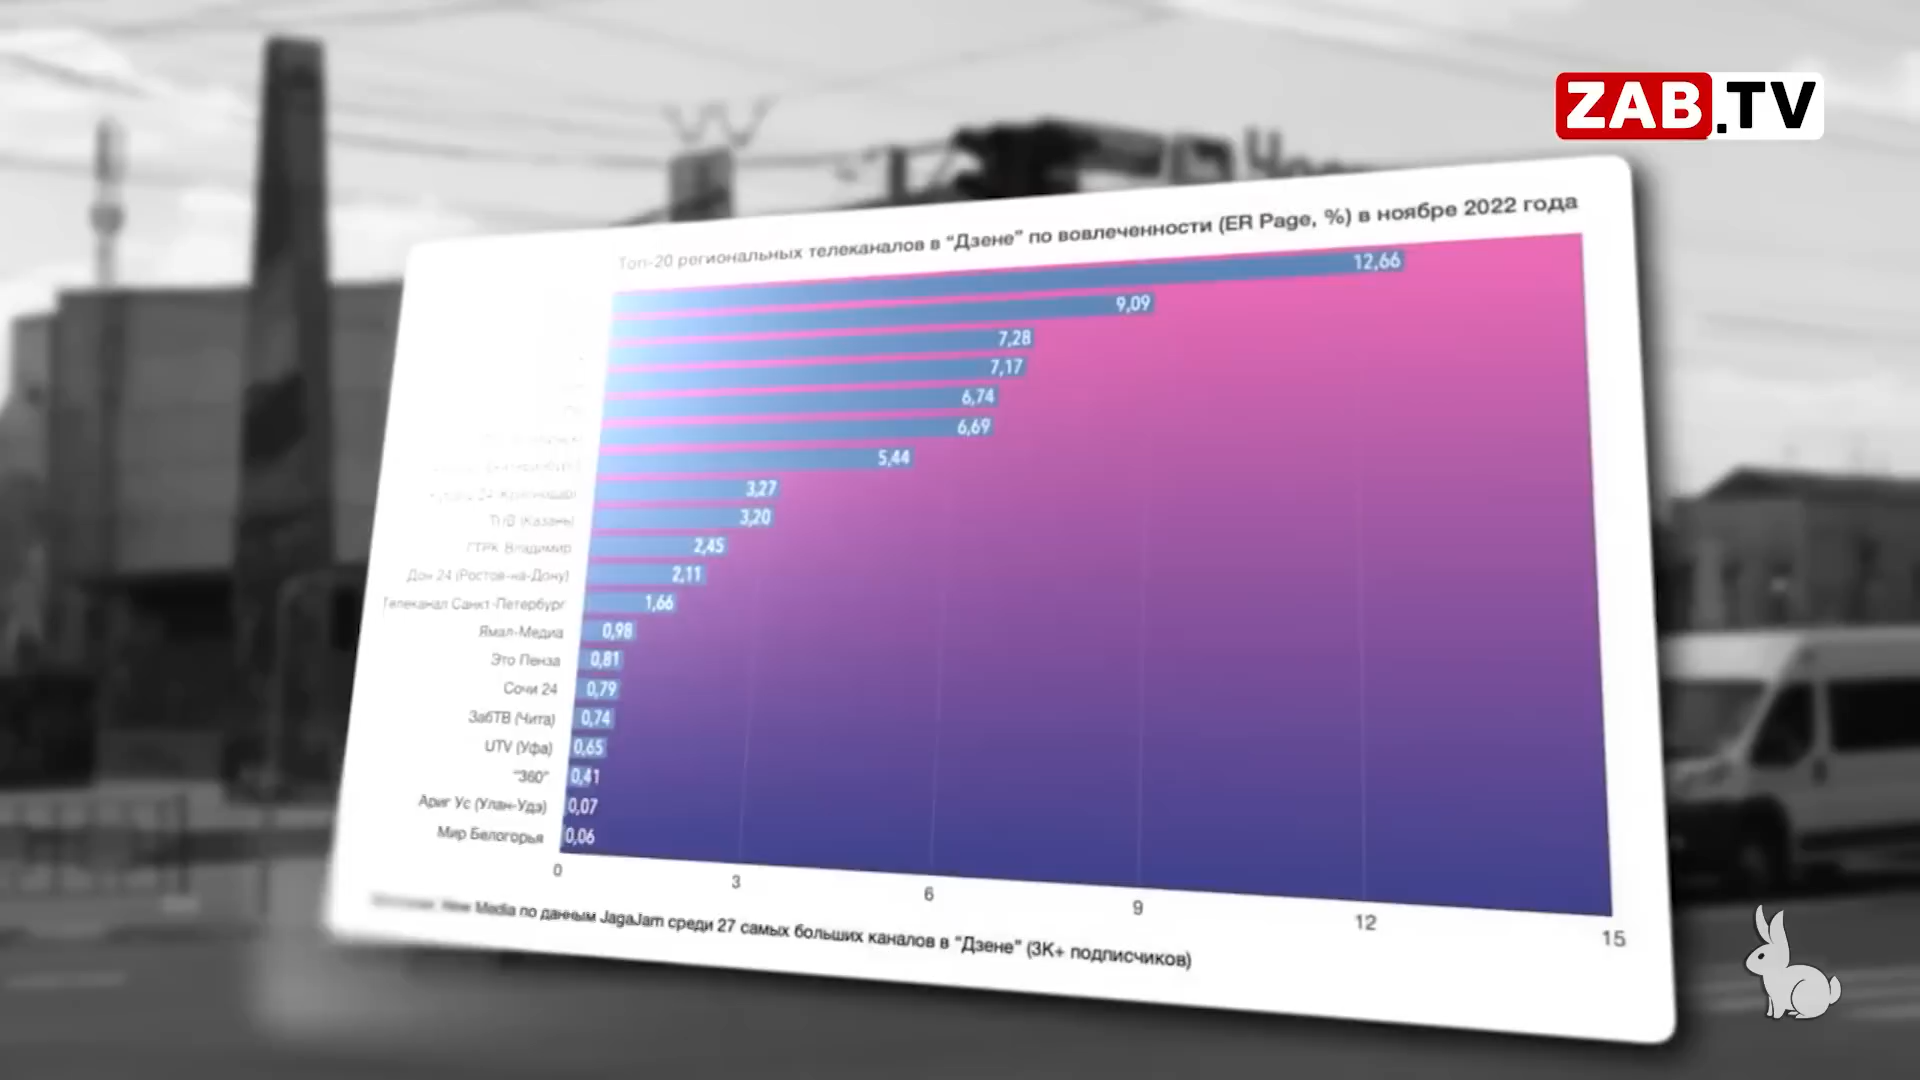 ZAB.TV
Топ-20 региональных телеканалов в “Дзене” по вовлеченности (ER Page, %) в ноябре 2022 года
12,66
9,09
7,28
7,17
6,74
6,69
5,44
3,27
(Казань) 3,20
ГТРК Владимир 2,45
Дон 24 (Ростов-на-Дону) 2,11
Телеканал Санкт-Петербург 1,66
Ямал-Медиа 0,98
Это Пенза 0,81
Сочи 24 0,79
ЗабТВ (Чита) 0,74
UTV (Уфа) 0,65
“360” 0,41
Ариг Ус (Улан-Удэ) 0,07
Мир Белогорья 0,06
0 3 6 9 12 15
New Media по данным JagaJam среди 27 самых больших каналов в “Дзене” (3K+ подписчиков)